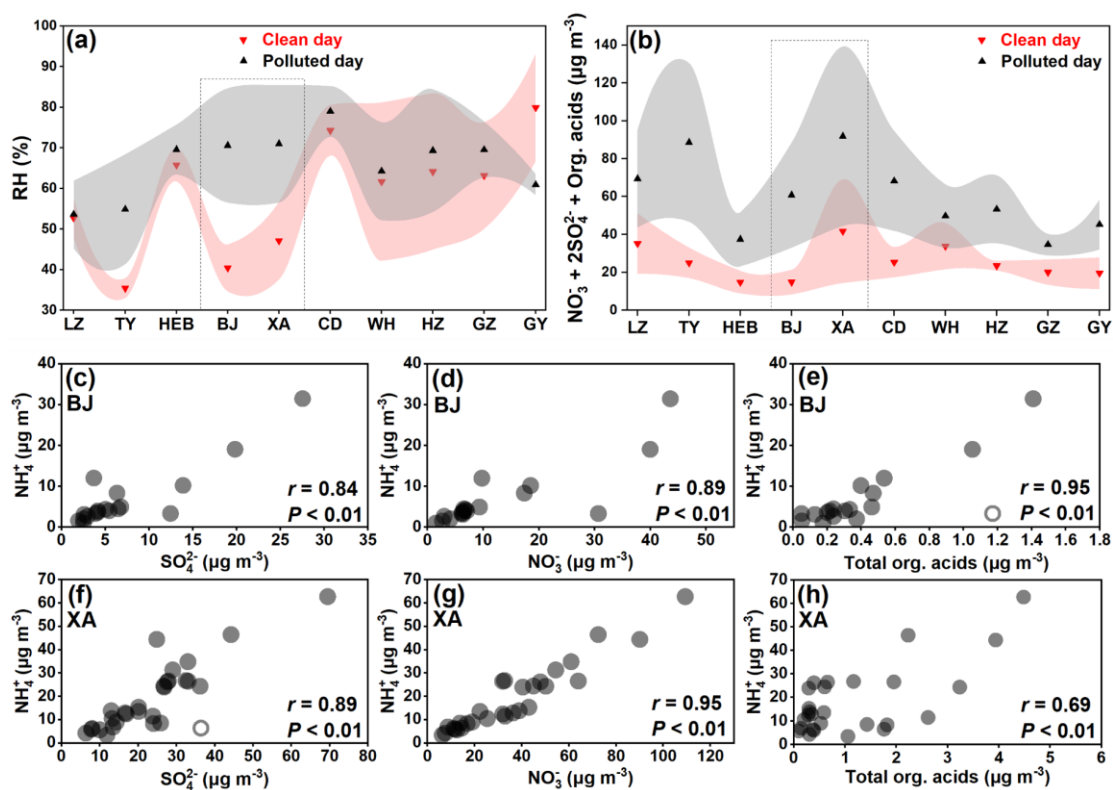 (a)
Clean day
Polluted day
RH (%)
100
90
80
70
60
50
40
30
LZ TY HEB BJ XA CD WH HZ GZ GY
(b)
Clean day
Polluted day
NO₃⁻ + 2SO₄²⁻ + Org. acids (µg m⁻³)
140
120
100
80
60
40
20
0
LZ TY HEB BJ XA CD WH HZ GZ GY
(c)
BJ
NH₄⁺ (µg m⁻³)
40
30
20
10
0
r = 0.84
P < 0.01
0 5 10 15 20 25 30 35
SO₄²⁻ (µg m⁻³)
(d)
BJ
NH₄⁺ (µg m⁻³)
40
30
20
10
0
r = 0.89
P < 0.01
0 10 20 30 40 50
NO₃⁻ (µg m⁻³)
(e)
BJ
NH₄⁺ (µg m⁻³)
40
30
20
10
0
r = 0.95
P < 0.01
0.0 0.2 0.4 0.6 0.8 1.0 1.2 1.4 1.6 1.8
Total org. acids (µg m⁻³)
(f)
XA
NH₄⁺ (µg m⁻³)
70
60
50
40
30
20
10
0
r = 0.89
P < 0.01
0 10 20 30 40 50 60 70 80
SO₄²⁻ (µg m⁻³)
(g)
XA
NH₄⁺ (µg m⁻³)
70
60
50
40
30
20
10
0
r = 0.95
P < 0.01
0 20 40 60 80 100 120
NO₃⁻ (µg m⁻³)
(h)
XA
NH₄⁺ (µg m⁻³)
70
60
50
40
30
20
10
0
r = 0.69
P < 0.01
0 1 2 3 4 5 6
Total org. acids (µg m⁻³)